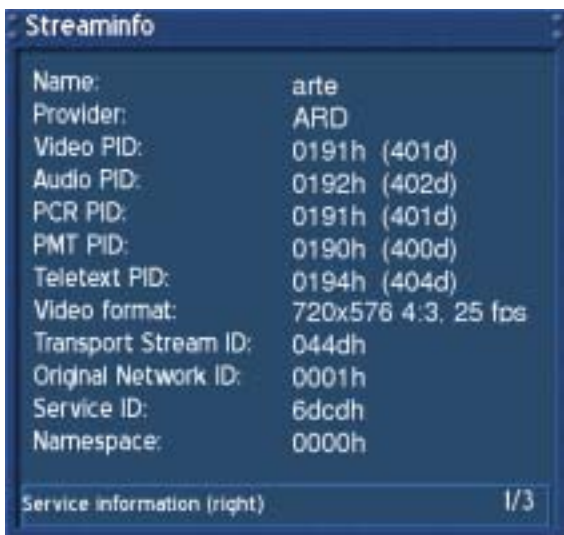 Streaminfo
Name: arte
Provider: ARD
Video PID: 0191h (401d)
Audio PID: 0192h (402d)
PCR PID: 0191h (401d)
PMT PID: 0190h (400d)
Teletext PID: 0194h (404d)
Video format: 720x576 4:3, 25 fps
Transport Stream ID: 044dh
Original Network ID: 0001h
Service ID: 6dcdh
Namespace: 0000h
Service information (right) 1/3